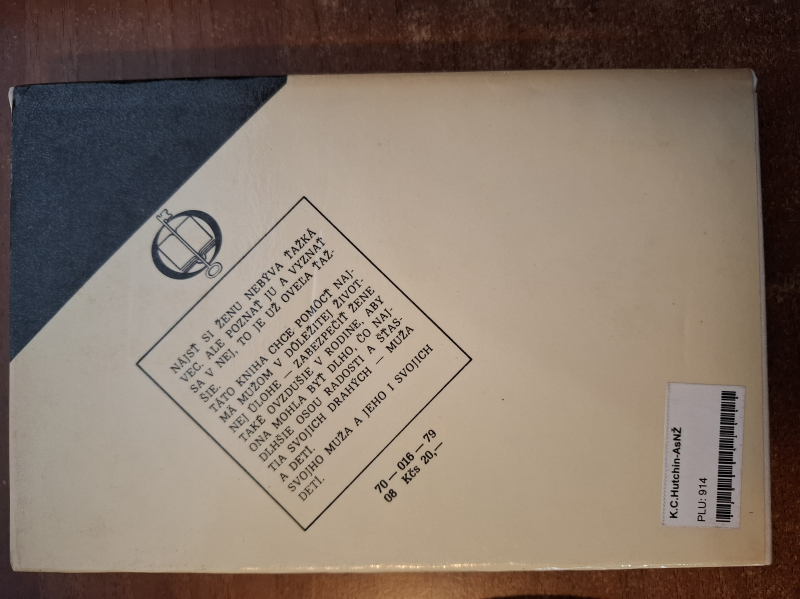 NÁJSŤ SI ŽENU NEBÝVA ŤAŽKÁ
VEC. ALE POZNAŤ JU A VYZNAŤ
SA V NEJ, TO JE UŽ OVEĽA ŤAŽ-
ŠIE.
TÁTO KNIHA CHCE POMÔCŤ NAJ-
MÄ MUŽOM V DÔLEŽITEJ ŽIVOT-
NEJ ÚLOHE — ZABEZPEČIŤ ŽENE
TAKÉ OVZDUŠIE V RODINE, ABY
ONA MOHLA BYŤ DLHO, ČO NAJ-
DLHŠIE OSOU RADOSTI A ŠŤAS-
TIA SVOJICH DRAHÝCH — MUŽA
A DETÍ.
SVOJHO MUŽA A JEHO I SVOJICH
DETÍ.
70 — 016 — 79
08 Kčs 20,—
K.C.Hutchin-AsNŽ
PLU: 914